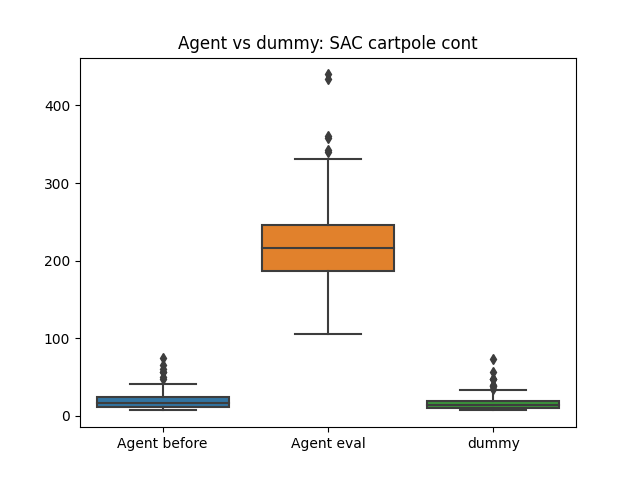 Agent vs dummy: SAC cartpole cont
400
300
200
100
0
Agent before
Agent eval
dummy